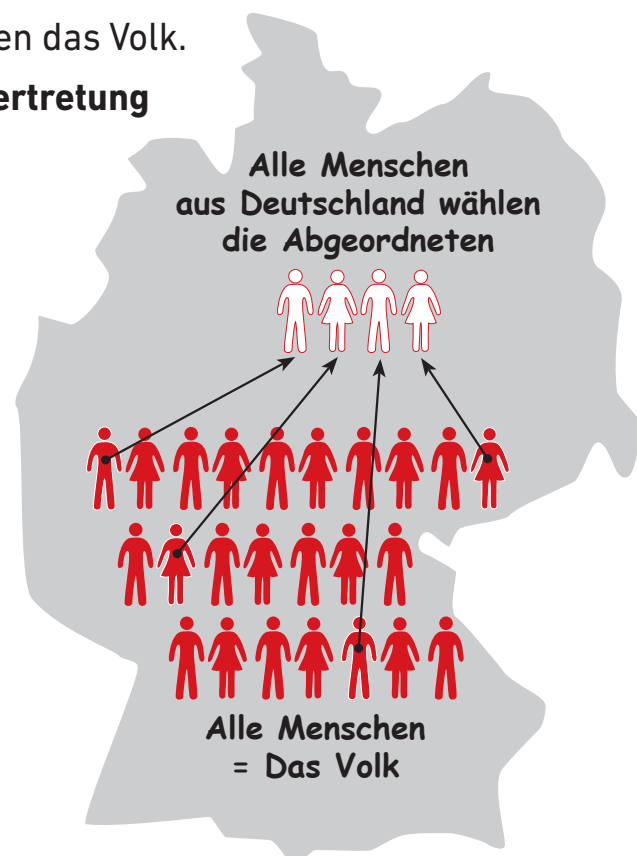 en das Volk.
ertretung
Alle Menschen
aus Deutschland wählen
die Abgeordneten
Alle Menschen
= Das Volk